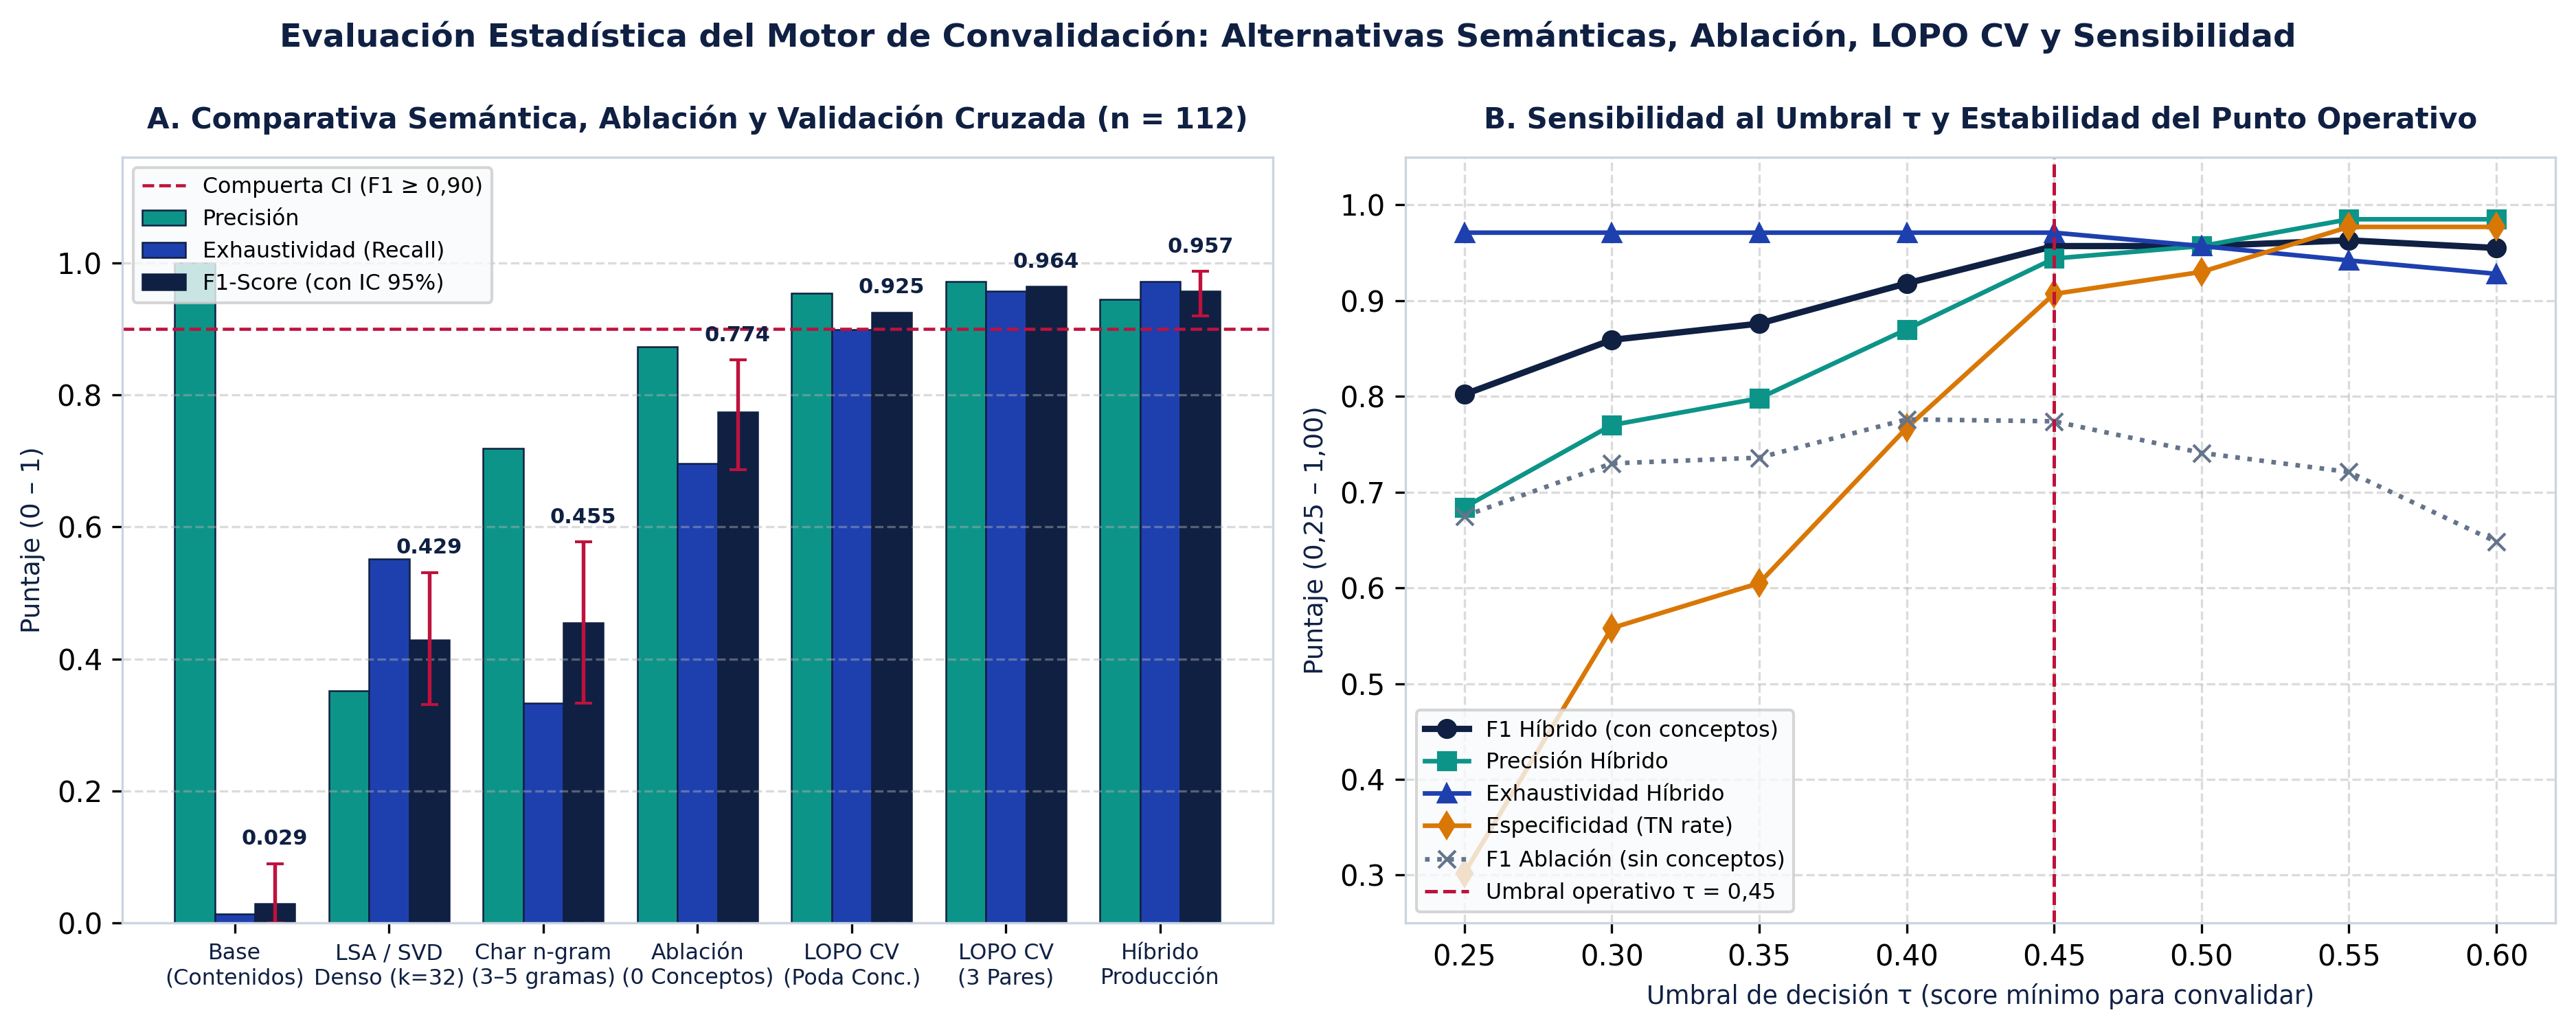 Evaluación Estadística del Motor de Convalidación: Alternativas Semánticas, Ablación, LOPO CV y Sensibilidad
A. Comparativa Semántica, Ablación y Validación Cruzada (n = 112)
Compuerta CI (F1 ≥ 0,90)
Precisión
Exhaustividad (Recall)
F1-Score (con IC 95%)
Puntaje (0 – 1)
1.0
0.8
0.6
0.4
0.2
0.0
0.029
0.429
0.455
0.774
0.925
0.964
0.957
Base
(Contenidos)
LSA / SVD
Denso (k=32)
Char n-gram
(3–5 gramas)
Ablación
(0 Conceptos)
LOPO CV
(Poda Conc.)
LOPO CV
(3 Pares)
Híbrido
Producción
B. Sensibilidad al Umbral τ y Estabilidad del Punto Operativo
Puntaje (0,25 – 1,00)
1.0
0.9
0.8
0.7
0.6
0.5
0.4
0.3
F1 Híbrido (con conceptos)
Precisión Híbrido
Exhaustividad Híbrido
Especificidad (TN rate)
F1 Ablación (sin conceptos)
Umbral operativo τ = 0,45
0.25 0.30 0.35 0.40 0.45 0.50 0.55 0.60
Umbral de decisión τ (score mínimo para convalidar)